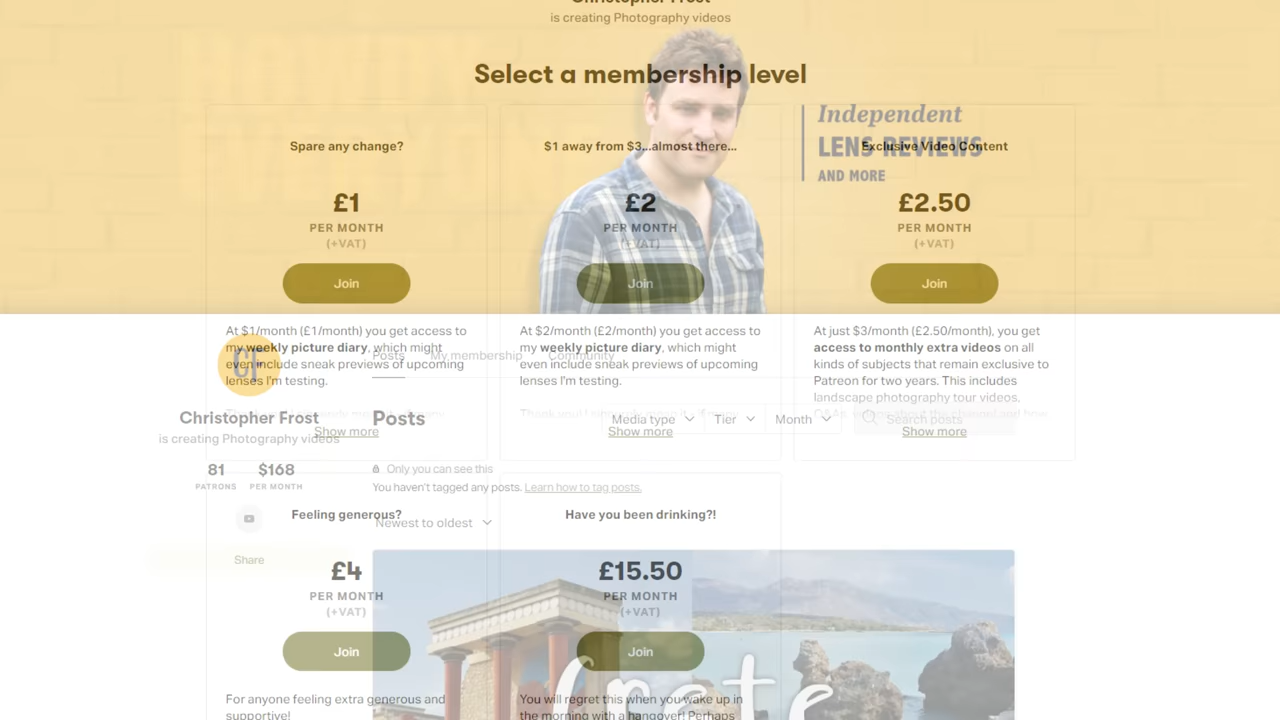 Christopher Frost
is creating Photography videos
Select a membership level
Independent
LENS REVIEWS
AND MORE
Spare any change?
£1
PER MONTH
(+VAT)
Join
At $1/month (£1/month) you get access to
my weekly picture diary, which might
even include sneak previews of upcoming
lenses I'm testing.
Show more
$1 away from $3...almost there...
£2
PER MONTH
(+VAT)
Join
At $2/month (£2/month) you get access to
my weekly picture diary, which might
even include sneak previews of upcoming
lenses I'm testing.
Show more
Exclusive Video Content
£2.50
PER MONTH
(+VAT)
Join
At just $3/month (£2.50/month), you get
access to monthly extra videos on all
kinds of subjects that remain exclusive to
Patreon for two years. This includes
landscape photography tour videos,
Show more
CF
Christopher Frost
is creating Photography videos
81
PATRONS
$168
PER MONTH
Share
Posts
My membership
Community
Posts
Media type
Tier
Month
Search posts
Only you can see this
You haven't tagged any posts. Learn how to tag posts.
Newest to oldest
Feeling generous?
£4
PER MONTH
(+VAT)
Join
For anyone feeling extra generous and
supportive!
Have you been drinking?!
£15.50
PER MONTH
(+VAT)
Join
You will regret this when you wake up in
the morning with a hangover! Perhaps
Crete